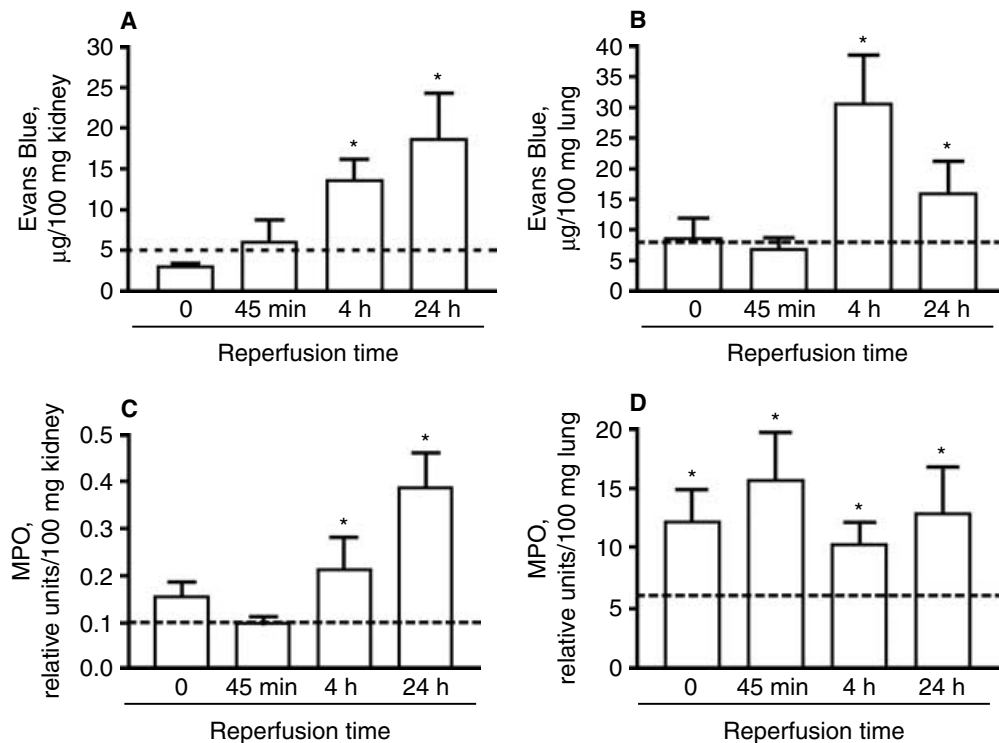 A
Evans Blue,
μg/100 mg kidney
30
25
20
15
10
5
0
*
*
0 45 min 4 h 24 h
Reperfusion time
B
Evans Blue,
μg/100 mg lung
40
35
30
25
20
15
10
5
0
*
*
0 45 min 4 h 24 h
Reperfusion time
C
MPO,
relative units/100 mg kidney
0.5
0.4
0.3
0.2
0.1
0.0
*
*
0 45 min 4 h 24 h
Reperfusion time
D
MPO,
relative units/100 mg lung
20
15
10
5
0
*
*
*
*
0 45 min 4 h 24 h
Reperfusion time